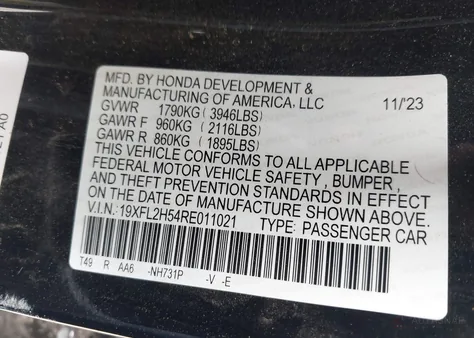 MFD. BY HONDA DEVELOPMENT &
MANUFACTURING OF AMERICA, LLC 11/'23
GVWR 1790KG (3946LBS)
GAWR F 960KG (2116LBS)
GAWR R 860KG (1895LBS)
THIS VEHICLE CONFORMS TO ALL APPLICABLE
FEDERAL MOTOR VEHICLE SAFETY, BUMPER,
AND THEFT PREVENTION STANDARDS IN EFFECT
ON THE DATE OF MANUFACTURE SHOWN ABOVE.
V.I.N.:19XFL2H54RE011021 TYPE: PASSENGER CAR
T49 R AA6 -NH731P -V -E